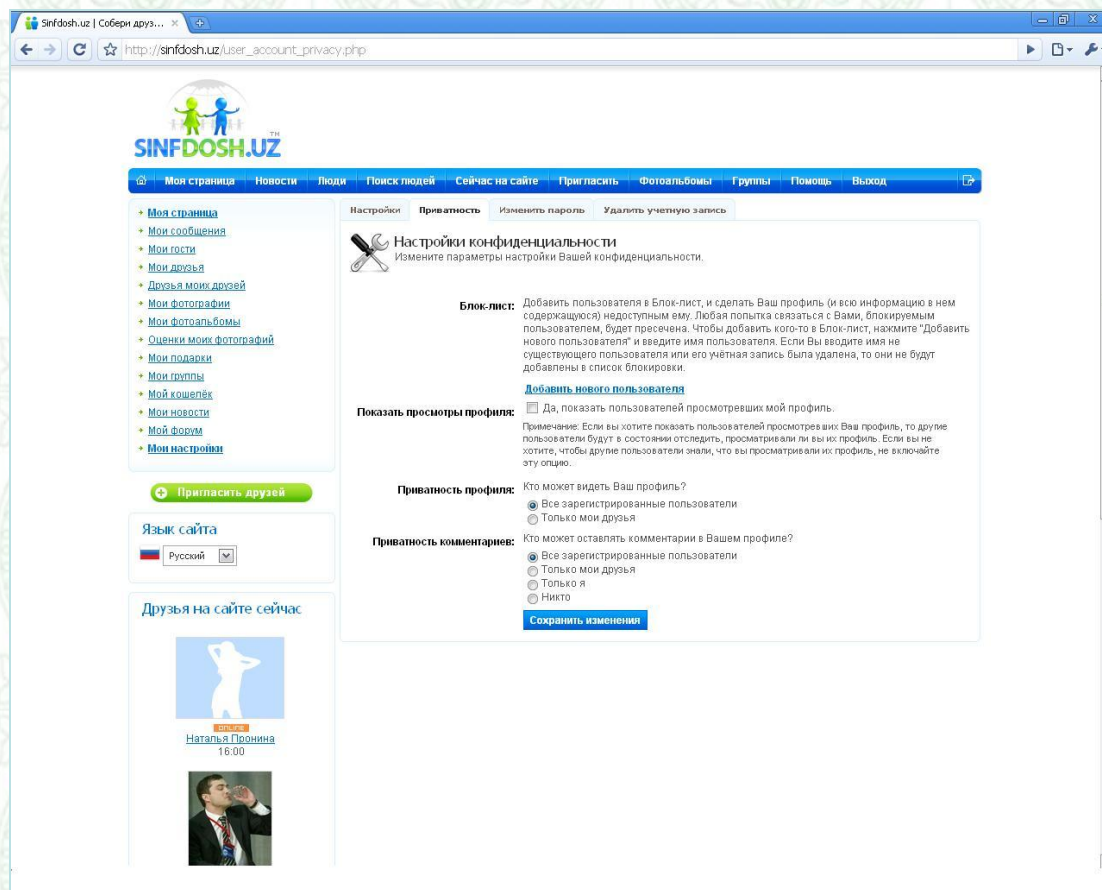 Sinfdosh.uz | Собери друз...
http://sinfdosh.uz/user_account_privacy.php
SINFDOSH.UZ TM
Моя страница Новости Люди Поиск людей Сейчас на сайте Пригласить Фотоальбомы Группы Помощь Выход
Моя страница
Мои сообщения
Мои гости
Мои друзья
Друзья моих друзей
Мои фотографии
Мои фотоальбомы
Оценки моих фотографий
Мои подарки
Мои группы
Мой кошелёк
Мои новости
Мой форум
Мои настройки
Пригласить друзей
Язык сайта
Русский
Друзья на сайте сейчас
ONLINE
Наталья Пронина
16:00
Настройки Приватность Изменить пароль Удалить учетную запись
Настройки конфиденциальности
Измените параметры настройки Вашей конфиденциальности.
Блок-лист: Добавить пользователя в Блок-лист, и сделать Ваш профиль (и всю информацию в нем
содержащуюся) недоступным ему. Любая попытка связаться с Вами, блокируемым
пользователем, будет пресечена. Чтобы добавить кого-то в Блок-лист, нажмите "Добавить
нового пользователя" и введите имя пользователя. Если Вы вводите имя не
существующего пользователя или его учётная запись была удалена, то они не будут
добавлены в список блокировки.
Добавить нового пользователя
Показать просмотры профиля: Да, показать пользователей просмотревших мой профиль.
Примечание: Если вы хотите показать пользователей просмотревших Ваш профиль, то другие
пользователи будут в состоянии отследить, просматривали ли вы их профиль. Если вы не
хотите, чтобы другие пользователи знали, что вы просматривали их профиль, не включайте
эту опцию.
Приватность профиля: Кто может видеть Ваш профиль?
Все зарегистрированные пользователи
Только мои друзья
Приватность комментариев: Кто может оставлять комментарии в Вашем профиле?
Все зарегистрированные пользователи
Только мои друзья
Только я
Никто
Сохранить изменения